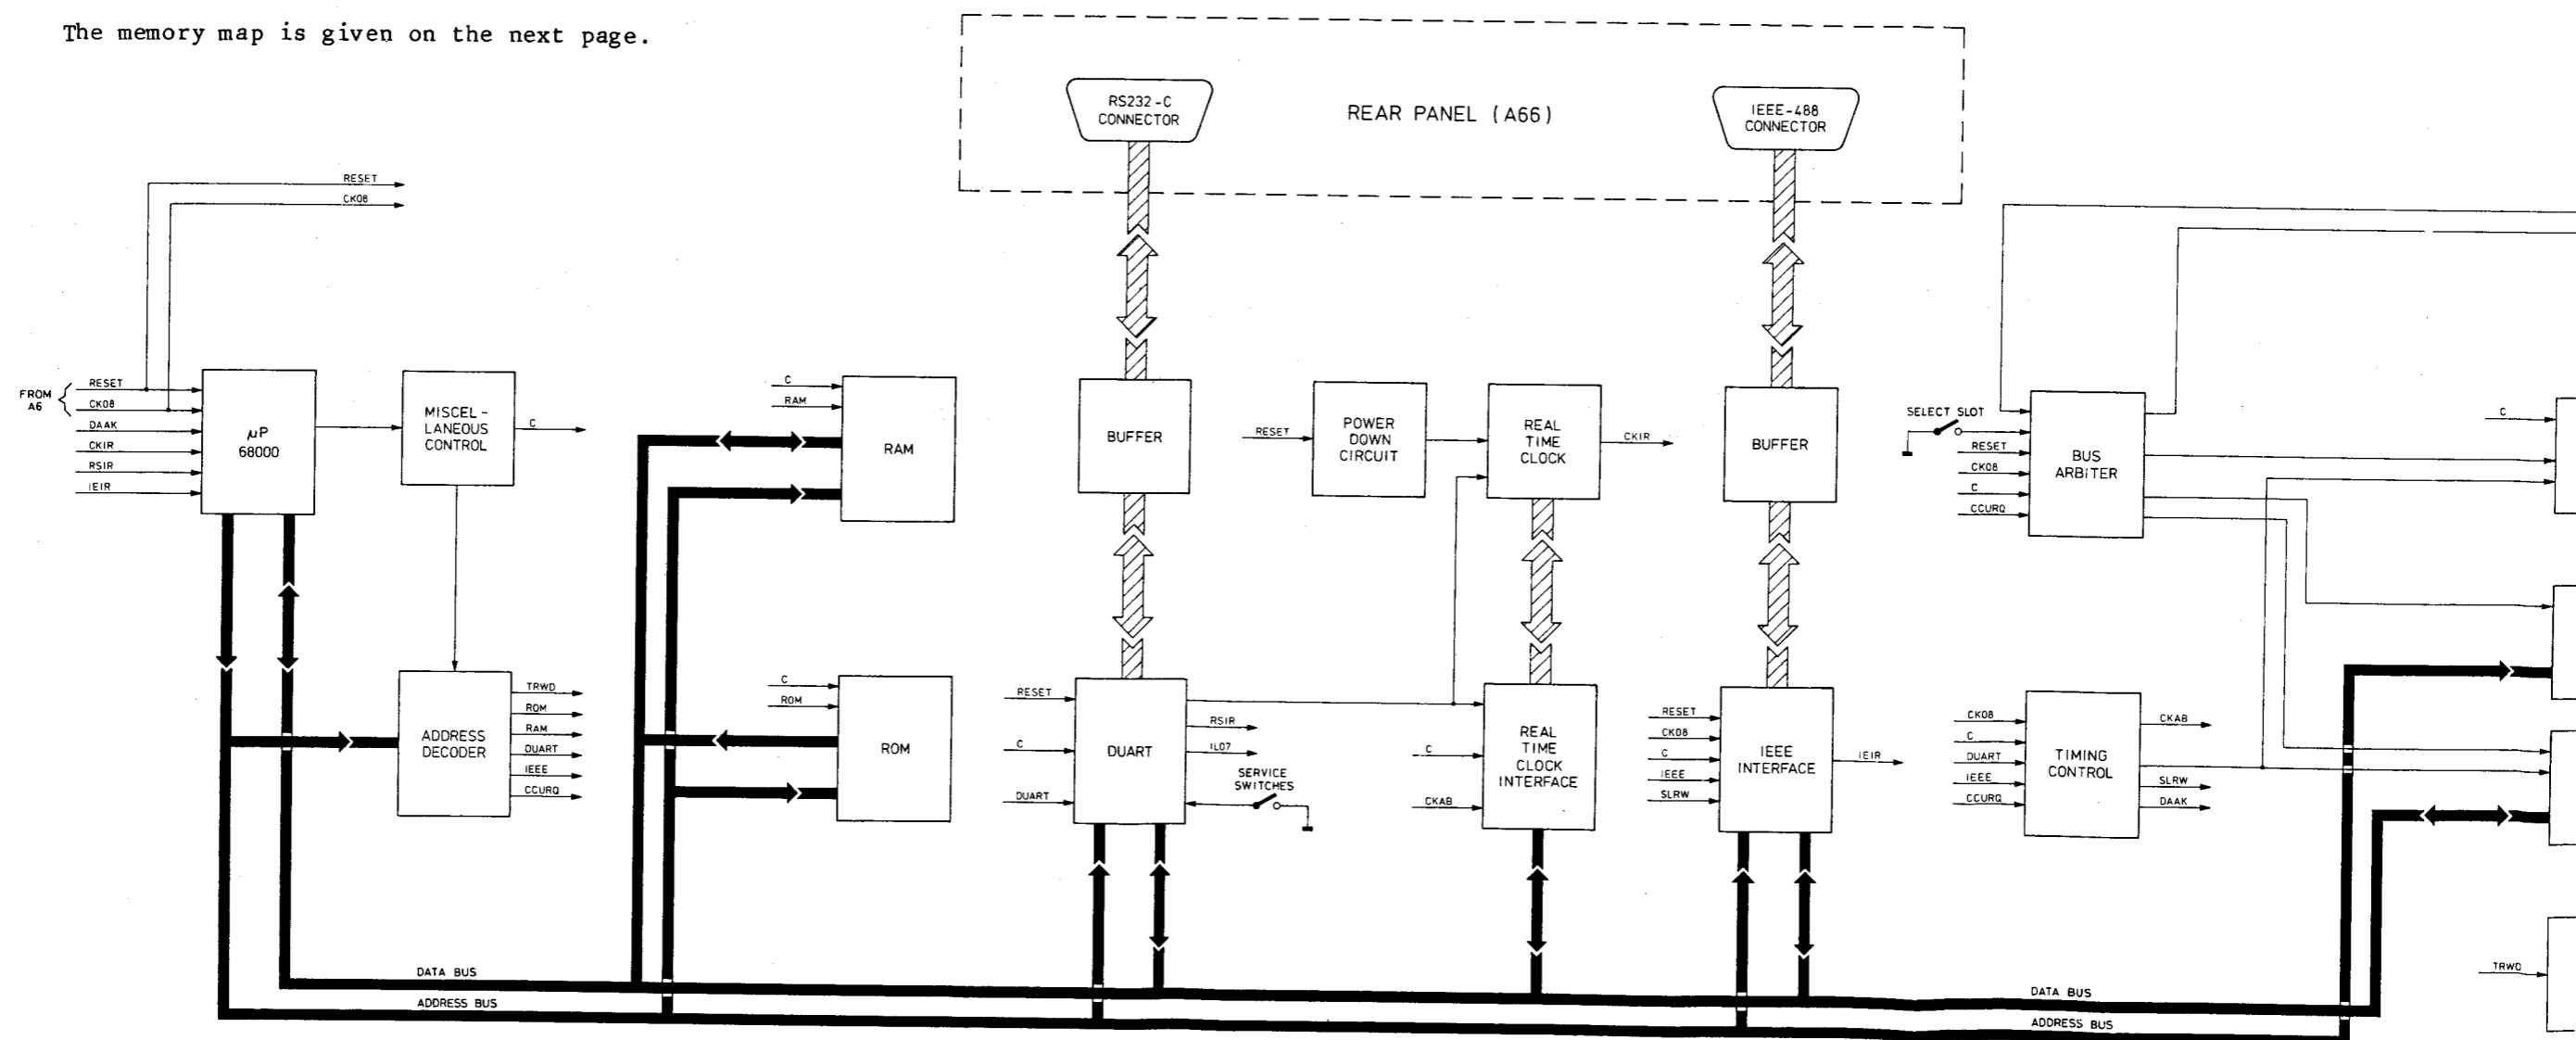 The memory map is given on the next page.
RS232-C
CONNECTOR
REAR PANEL (A66)
IEEE-488
CONNECTOR
RESET
CK08
FROM
A6
RESET
CK08
DAAK
CKIR
RSIR
IEIR
µP
68000
MISCEL-
LANEOUS
CONTROL
C
C
RAM
RAM
BUFFER
RESET
POWER
DOWN
CIRCUIT
REAL
TIME
CLOCK
CKIR
BUFFER
SELECT SLOT
RESET
CK08
C
CCURQ
BUS
ARBITER
C
ADDRESS
DECODER
TRWD
ROM
RAM
DUART
IEEE
CCURQ
C
ROM
ROM
RESET
C
DUART
DUART
RSIR
IL07
SERVICE
SWITCHES
C
CKAB
REAL
TIME
CLOCK
INTERFACE
RESET
CK08
C
IEEE
SLRW
IEEE
INTERFACE
IEIR
CK08
C
DUART
IEEE
CCURQ
TIMING
CONTROL
CKAB
SLRW
DAAK
TRWD
DATA BUS
ADDRESS BUS
DATA BUS
ADDRESS BUS